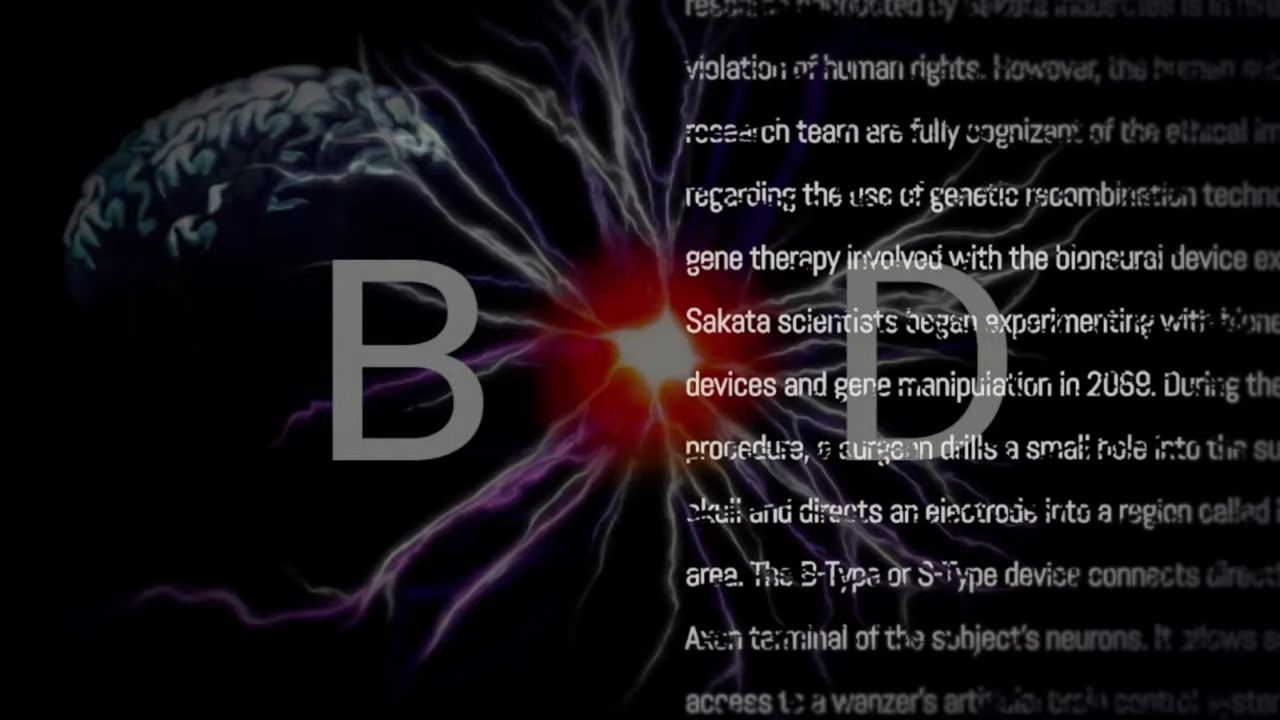 violation of human rights. However, the human
research team are fully cognizant of the ethical
regarding the use of genetic recombination
gene therapy involved with the bioneural device
Sakata scientists began experimenting with
devices and gene manipulation in 2069. During the
procedure, a surgeon drills a small hole into the
skull and directs an electrode into a region called
area. The B-Type or S-Type device connects
Axon terminal of the subject's neurons. It allows
access to a wanzer's artificial brain control
B D